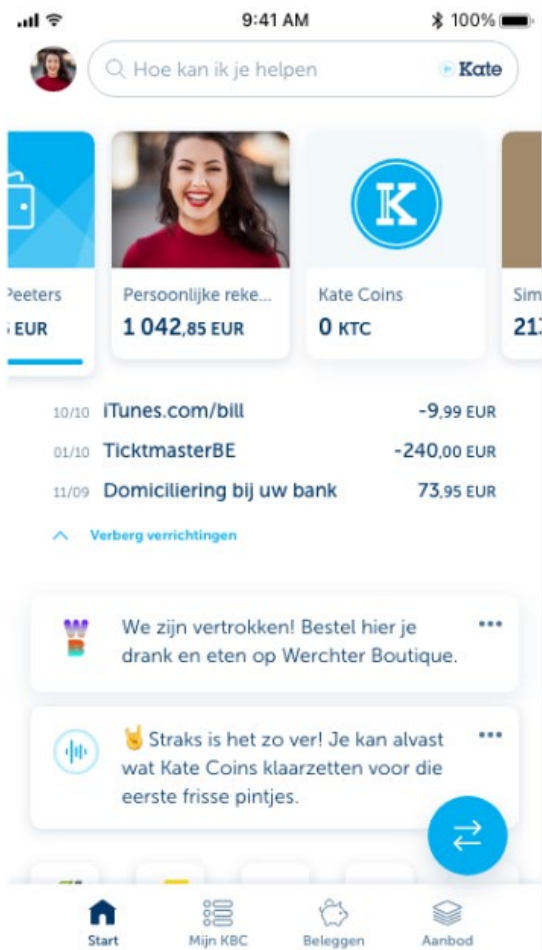 9:41 AM
100%
Hoe kan ik je helpen
Kate
Peeters
EUR
Persoonlijke reke...
1 042,85 EUR
K
Kate Coins
0 KTC
Sim
21
10/10 iTunes.com/bill -9,99 EUR
01/10 TicktmasterBE -240,00 EUR
11/09 Domiciliering bij uw bank 73,95 EUR
Verberg verrichtingen
WB
We zijn vertrokken! Bestel hier je
drank en eten op Werchter Boutique.
🤘Straks is het zo ver! Je kan alvast
wat Kate Coins klaarzetten voor die
eerste frisse pintjes.
Start
Mijn KBC
Beleggen
Aanbod